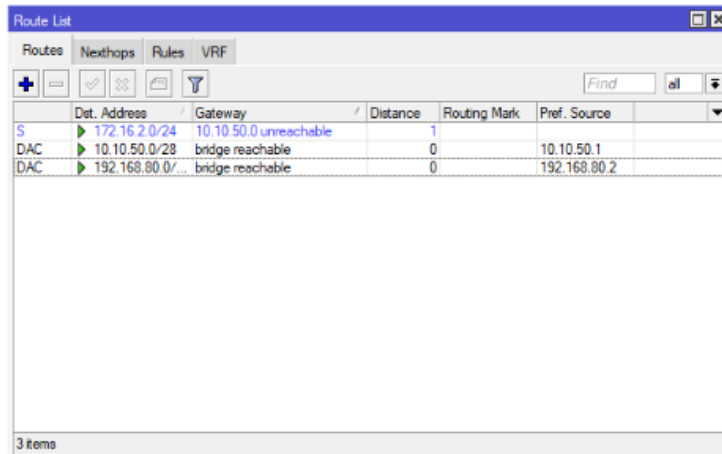 Route List
Routes Nexthops Rules VRF
Find all
Dst. Address Gateway Distance Routing Mark Pref. Source
S 172.16.2.0/24 10.10.50.0 unreachable 1
DAC 10.10.50.0/28 bridge reachable 0 10.10.50.1
DAC 192.168.80.0/... bridge reachable 0 192.168.80.2
3 items